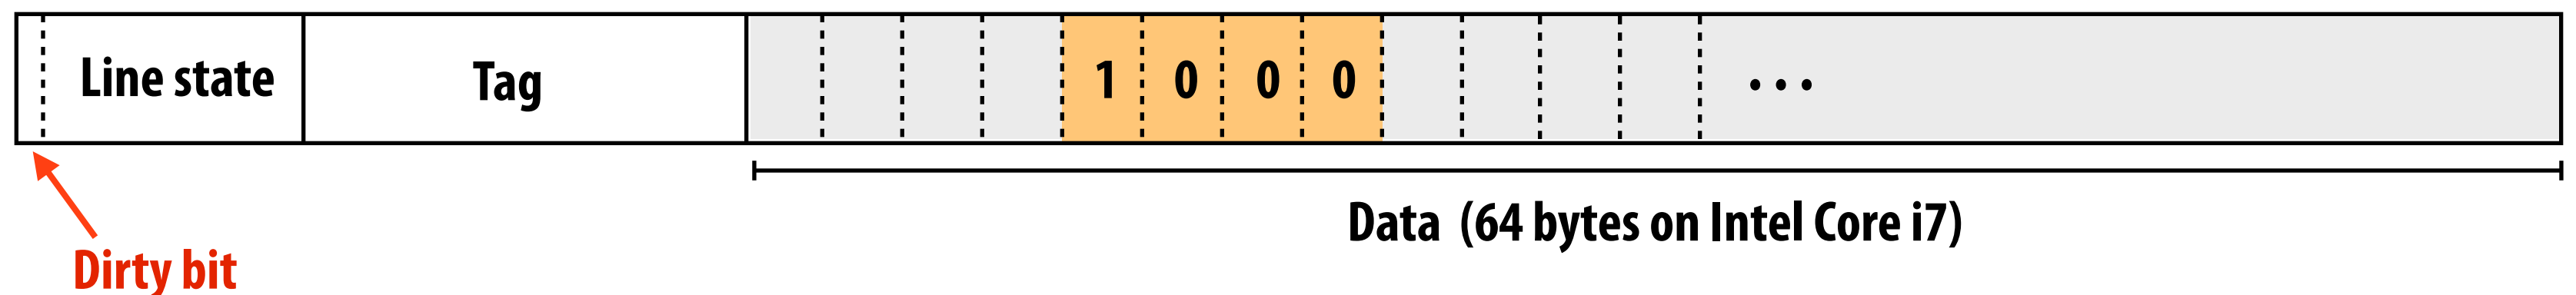 Line state Tag 1 0 0 0 ...
Data (64 bytes on Intel Core i7)
Dirty bit